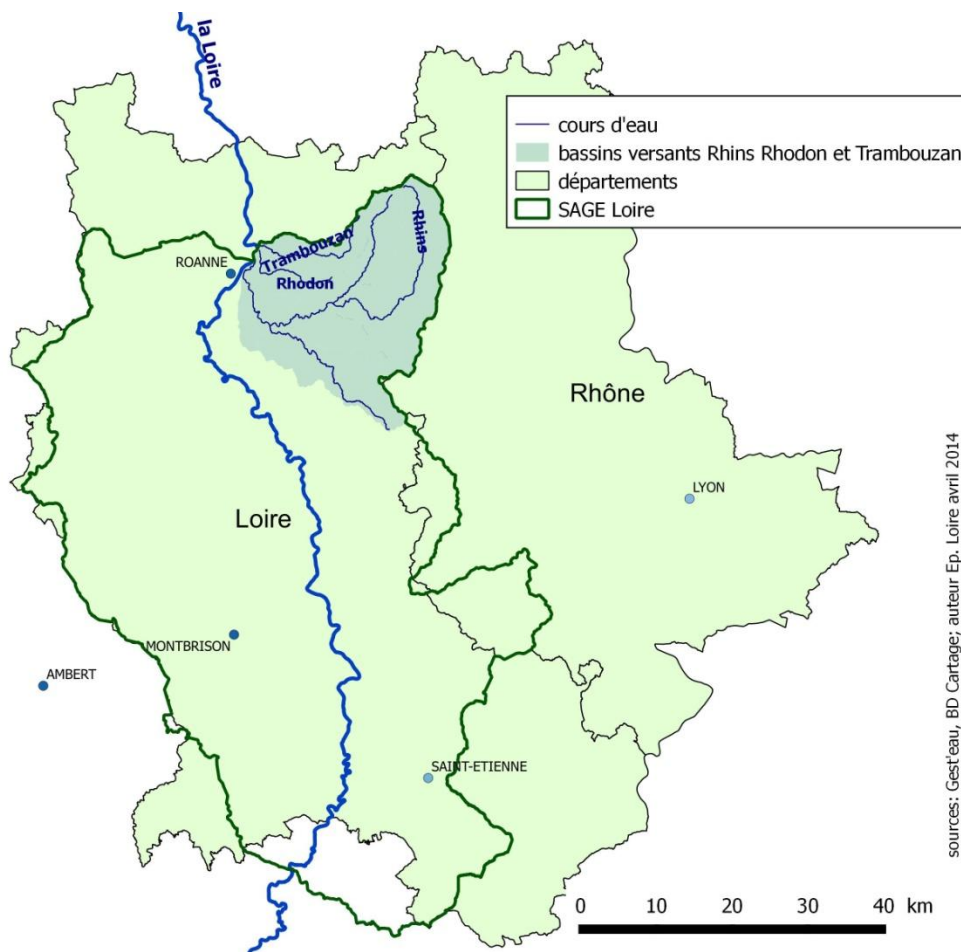 la Loire
cours d'eau
bassins versants Rhins Rhodon et Trambouzan
départements
SAGE Loire
Rhins
Trambouzan
ROANNE
Rhodon
Rhône
LYON
Loire
MONTBRISON
AMBERT
SAINT-ETIENNE
0 10 20 30 40 km
sources: Gest'eau, BD Cartage; auteur Ep. Loire avril 2014